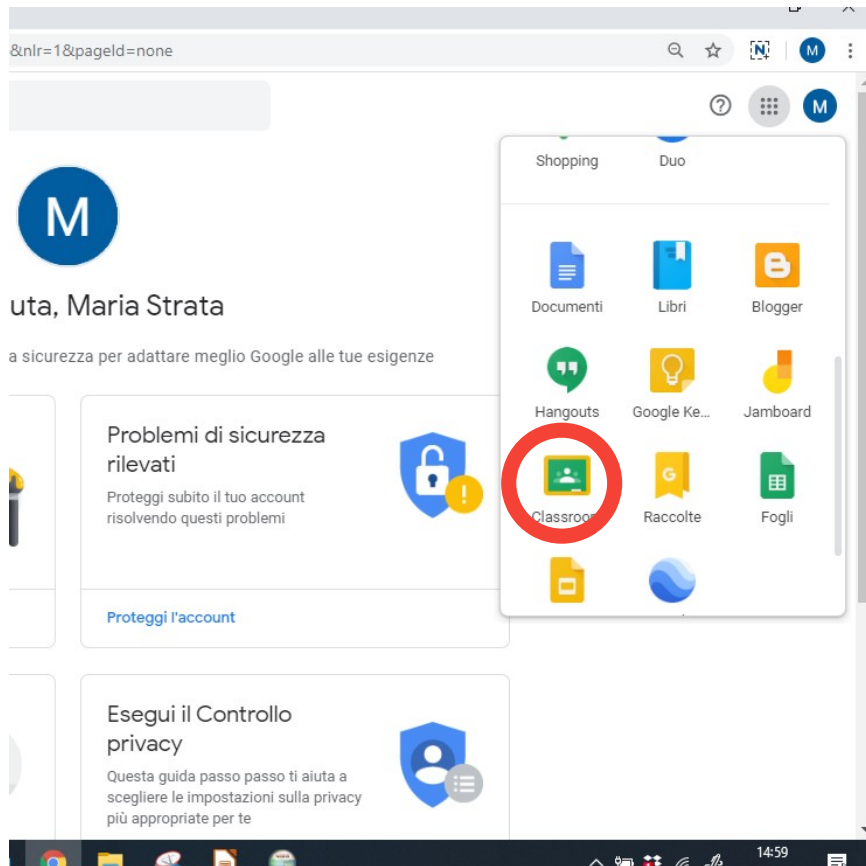 &nlr=1&pageId=none
N
M
M
Shopping Duo
M
Documenti Libri Blogger
uta, Maria Strata
a sicurezza per adattare meglio Google alle tue esigenze
Hangouts Google Ke... Jamboard
Problemi di sicurezza
rilevati
Proteggi subito il tuo account
risolvendo questi problemi
G
Classroom Raccolte Fogli
Proteggi l'account
Esegui il Controllo
privacy
Questa guida passo passo ti aiuta a
scegliere le impostazioni sulla privacy
più appropriate per te
14:59